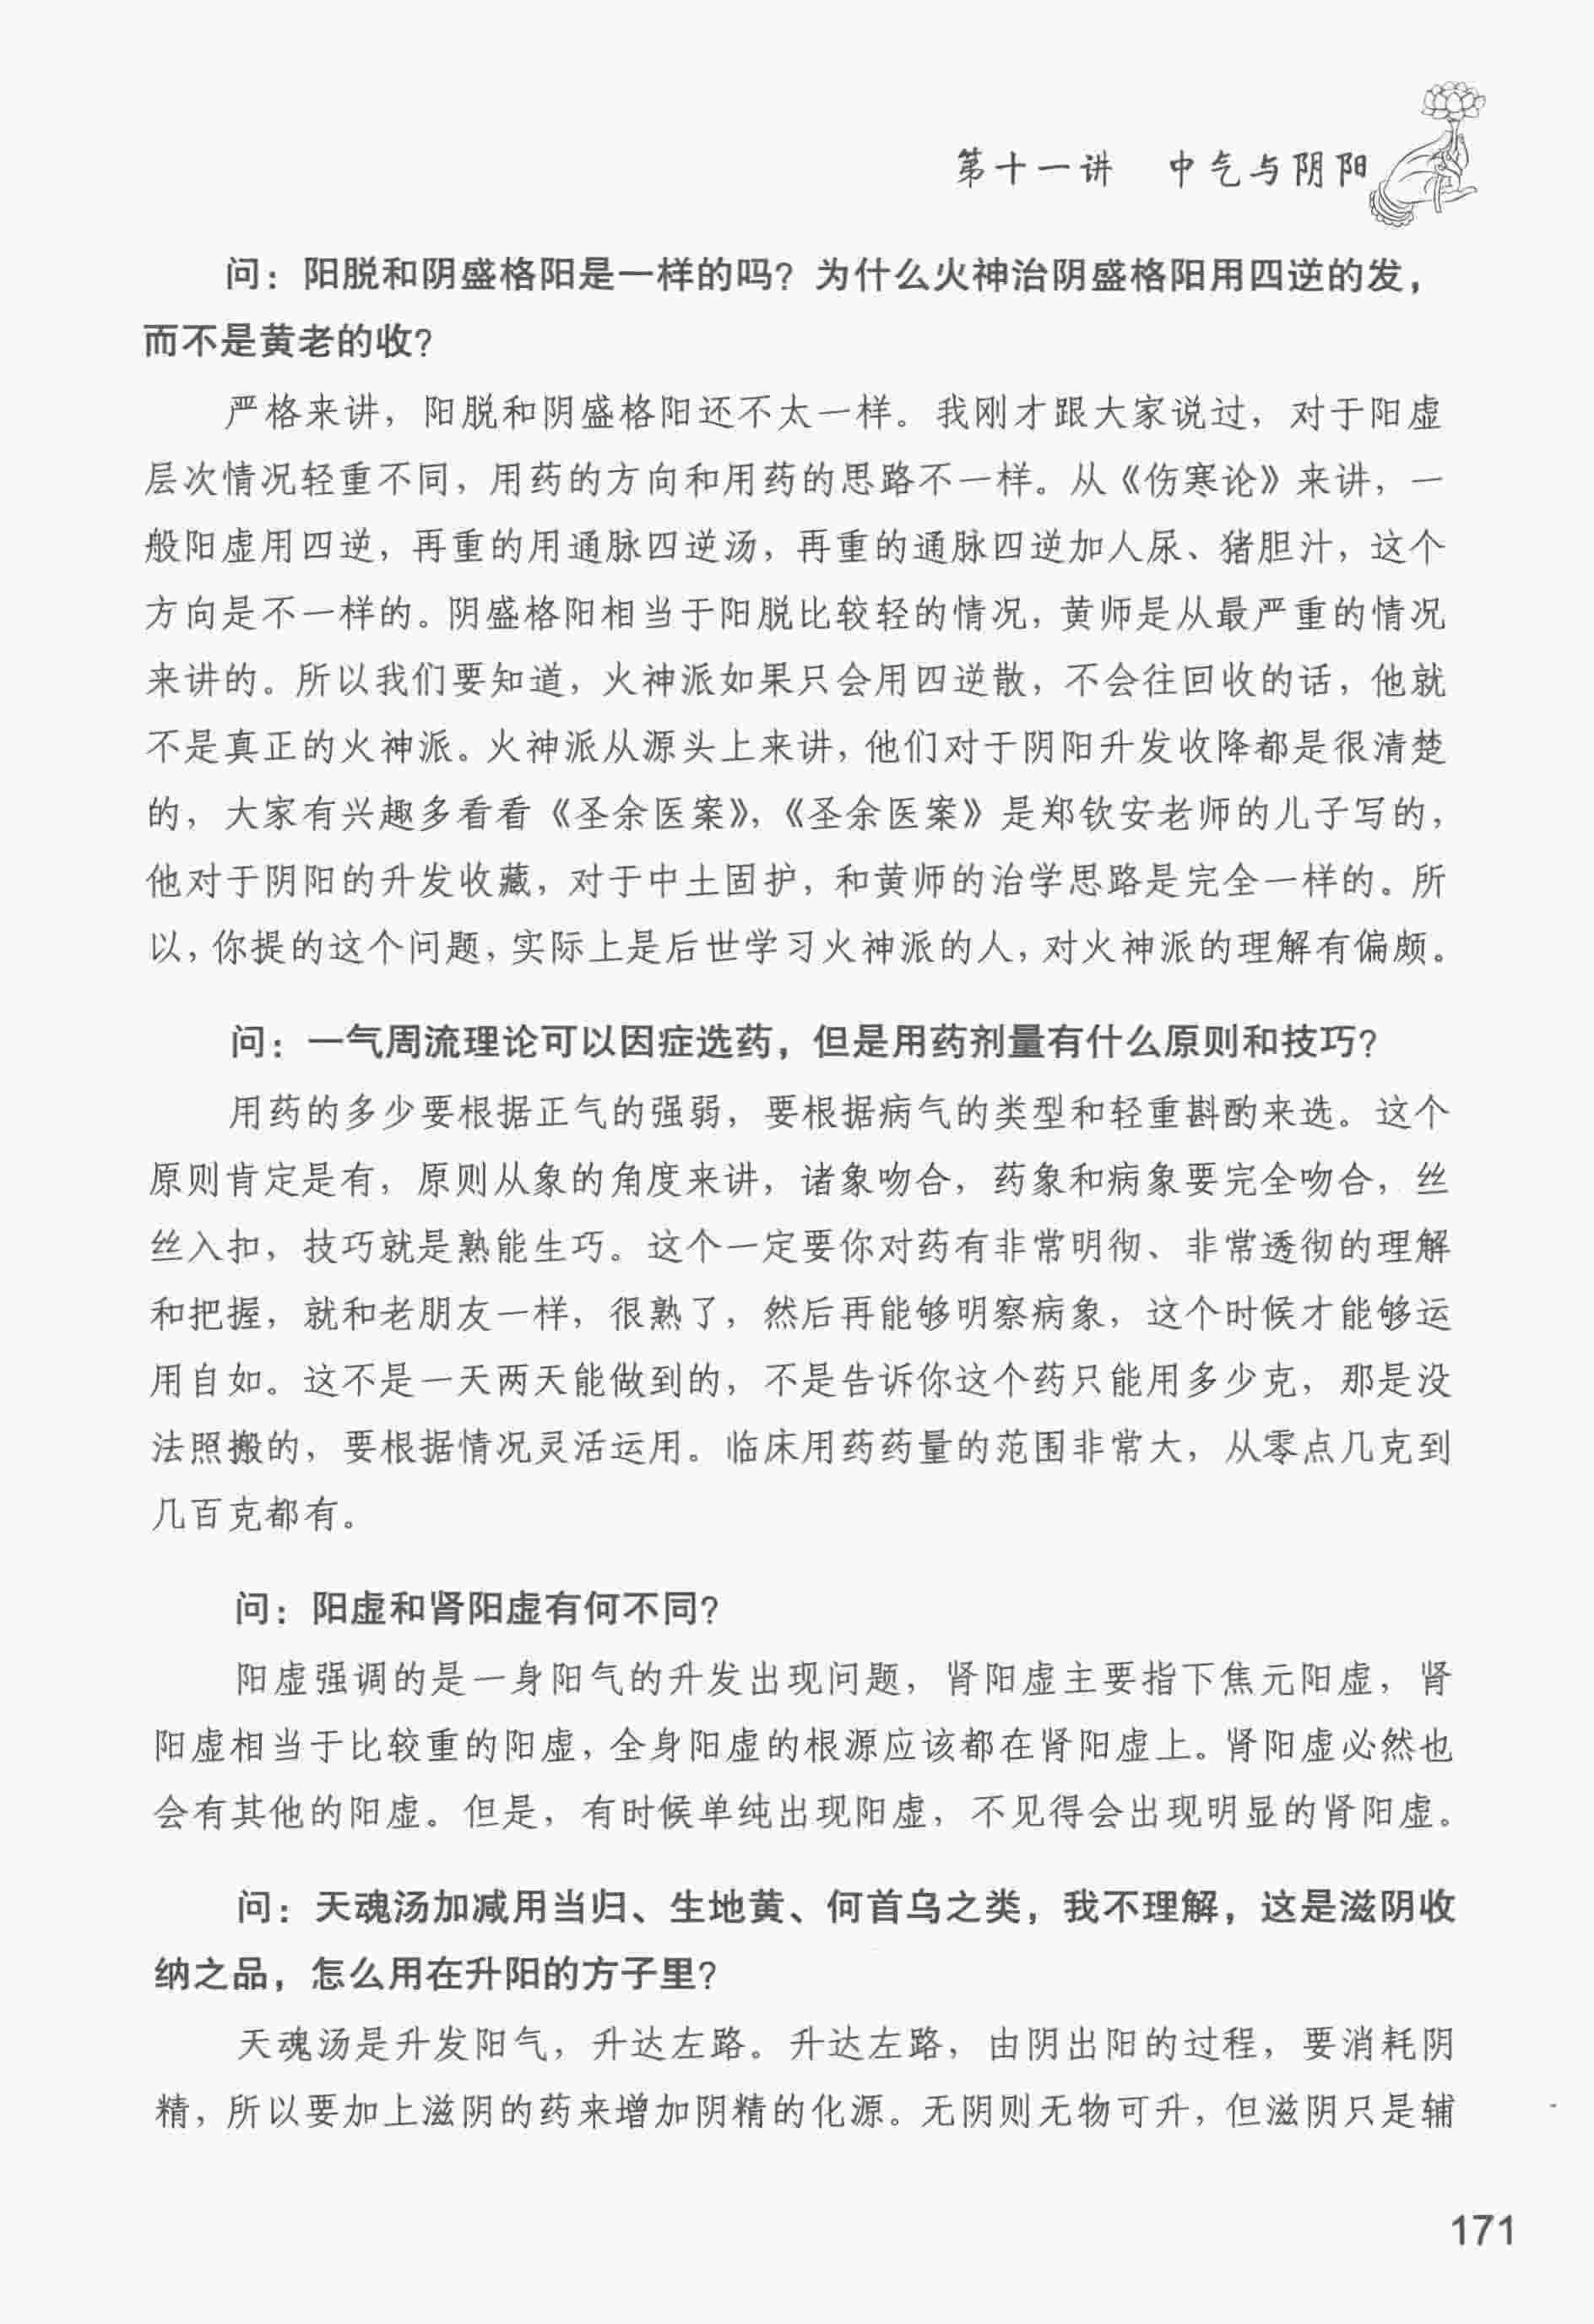 第十一讲 中气与阴阳
问：阳脱和阴盛格阳是一样的吗？为什么火神治阴盛格阳用四逆的发，
而不是黄老的收？
严格来讲，阳脱和阴盛格阳还不太一样。我刚才跟大家说过，对于阳虚
层次情况轻重不同，用药的方向和用药的思路不一样。从《伤寒论》来讲，一
般阳虚用四逆，再重的用通脉四逆汤，再重的通脉四逆加人尿、猪胆汁，这个
方向是不一样的。阴盛格阳相当于阳脱比较轻的情况，黄师是从最严重的情况
来讲的。所以我们要知道，火神派如果只会用四逆散，不会往回收的话，他就
不是真正的火神派。火神派从源头上来讲，他们对于阴阳升发收降都是很清楚
的，大家有兴趣多看看《圣余医案》，《圣余医案》是郑钦安老师的儿子写的，
他对于阴阳的升发收藏，对于中土固护，和黄师的治学思路是完全一样的。所
以，你提的这个问题，实际上是后世学习火神派的人，对火神派的理解有偏颇。
问：一气周流理论可以因症选药，但是用药剂量有什么原则和技巧？
用药的多少要根据正气的强弱，要根据病气的类型和轻重斟酌来选。这个
原则肯定是有，原则从象的角度来讲，诸象吻合，药象和病象要完全吻合，丝
丝入扣，技巧就是熟能生巧。这个一定要你对药有非常明彻、非常透彻的理解
和把握，就和老朋友一样，很熟了，然后再能够明察病象，这个时候才能够运
用自如。这不是一天两天能做到的，不是告诉你这个药只能用多少克，那是没
法照搬的，要根据情况灵活运用。临床用药药量的范围非常大，从零点几克到
几百克都有。
问：阳虚和肾阳虚有何不同？
阳虚强调的是一身阳气的升发出现问题，肾阳虚主要指下焦元阳虚，肾
阳虚相当于比较重的阳虚，全身阳虚的根源应该都在肾阳虚上。肾阳虚必然也
会有其他的阳虚。但是，有时候单纯出现阳虚，不见得会出现明显的肾阳虚。
问：天魂汤加减用当归、生地黄、何首乌之类，我不理解，这是滋阴收
纳之品，怎么用在升阳的方子里？
天魂汤是升发阳气，升达左路。升达左路，由阴出阳的过程，要消耗阴
精，所以要加上滋阴的药来增加阴精的化源。无阴则无物可升，但滋阴只是辅
171